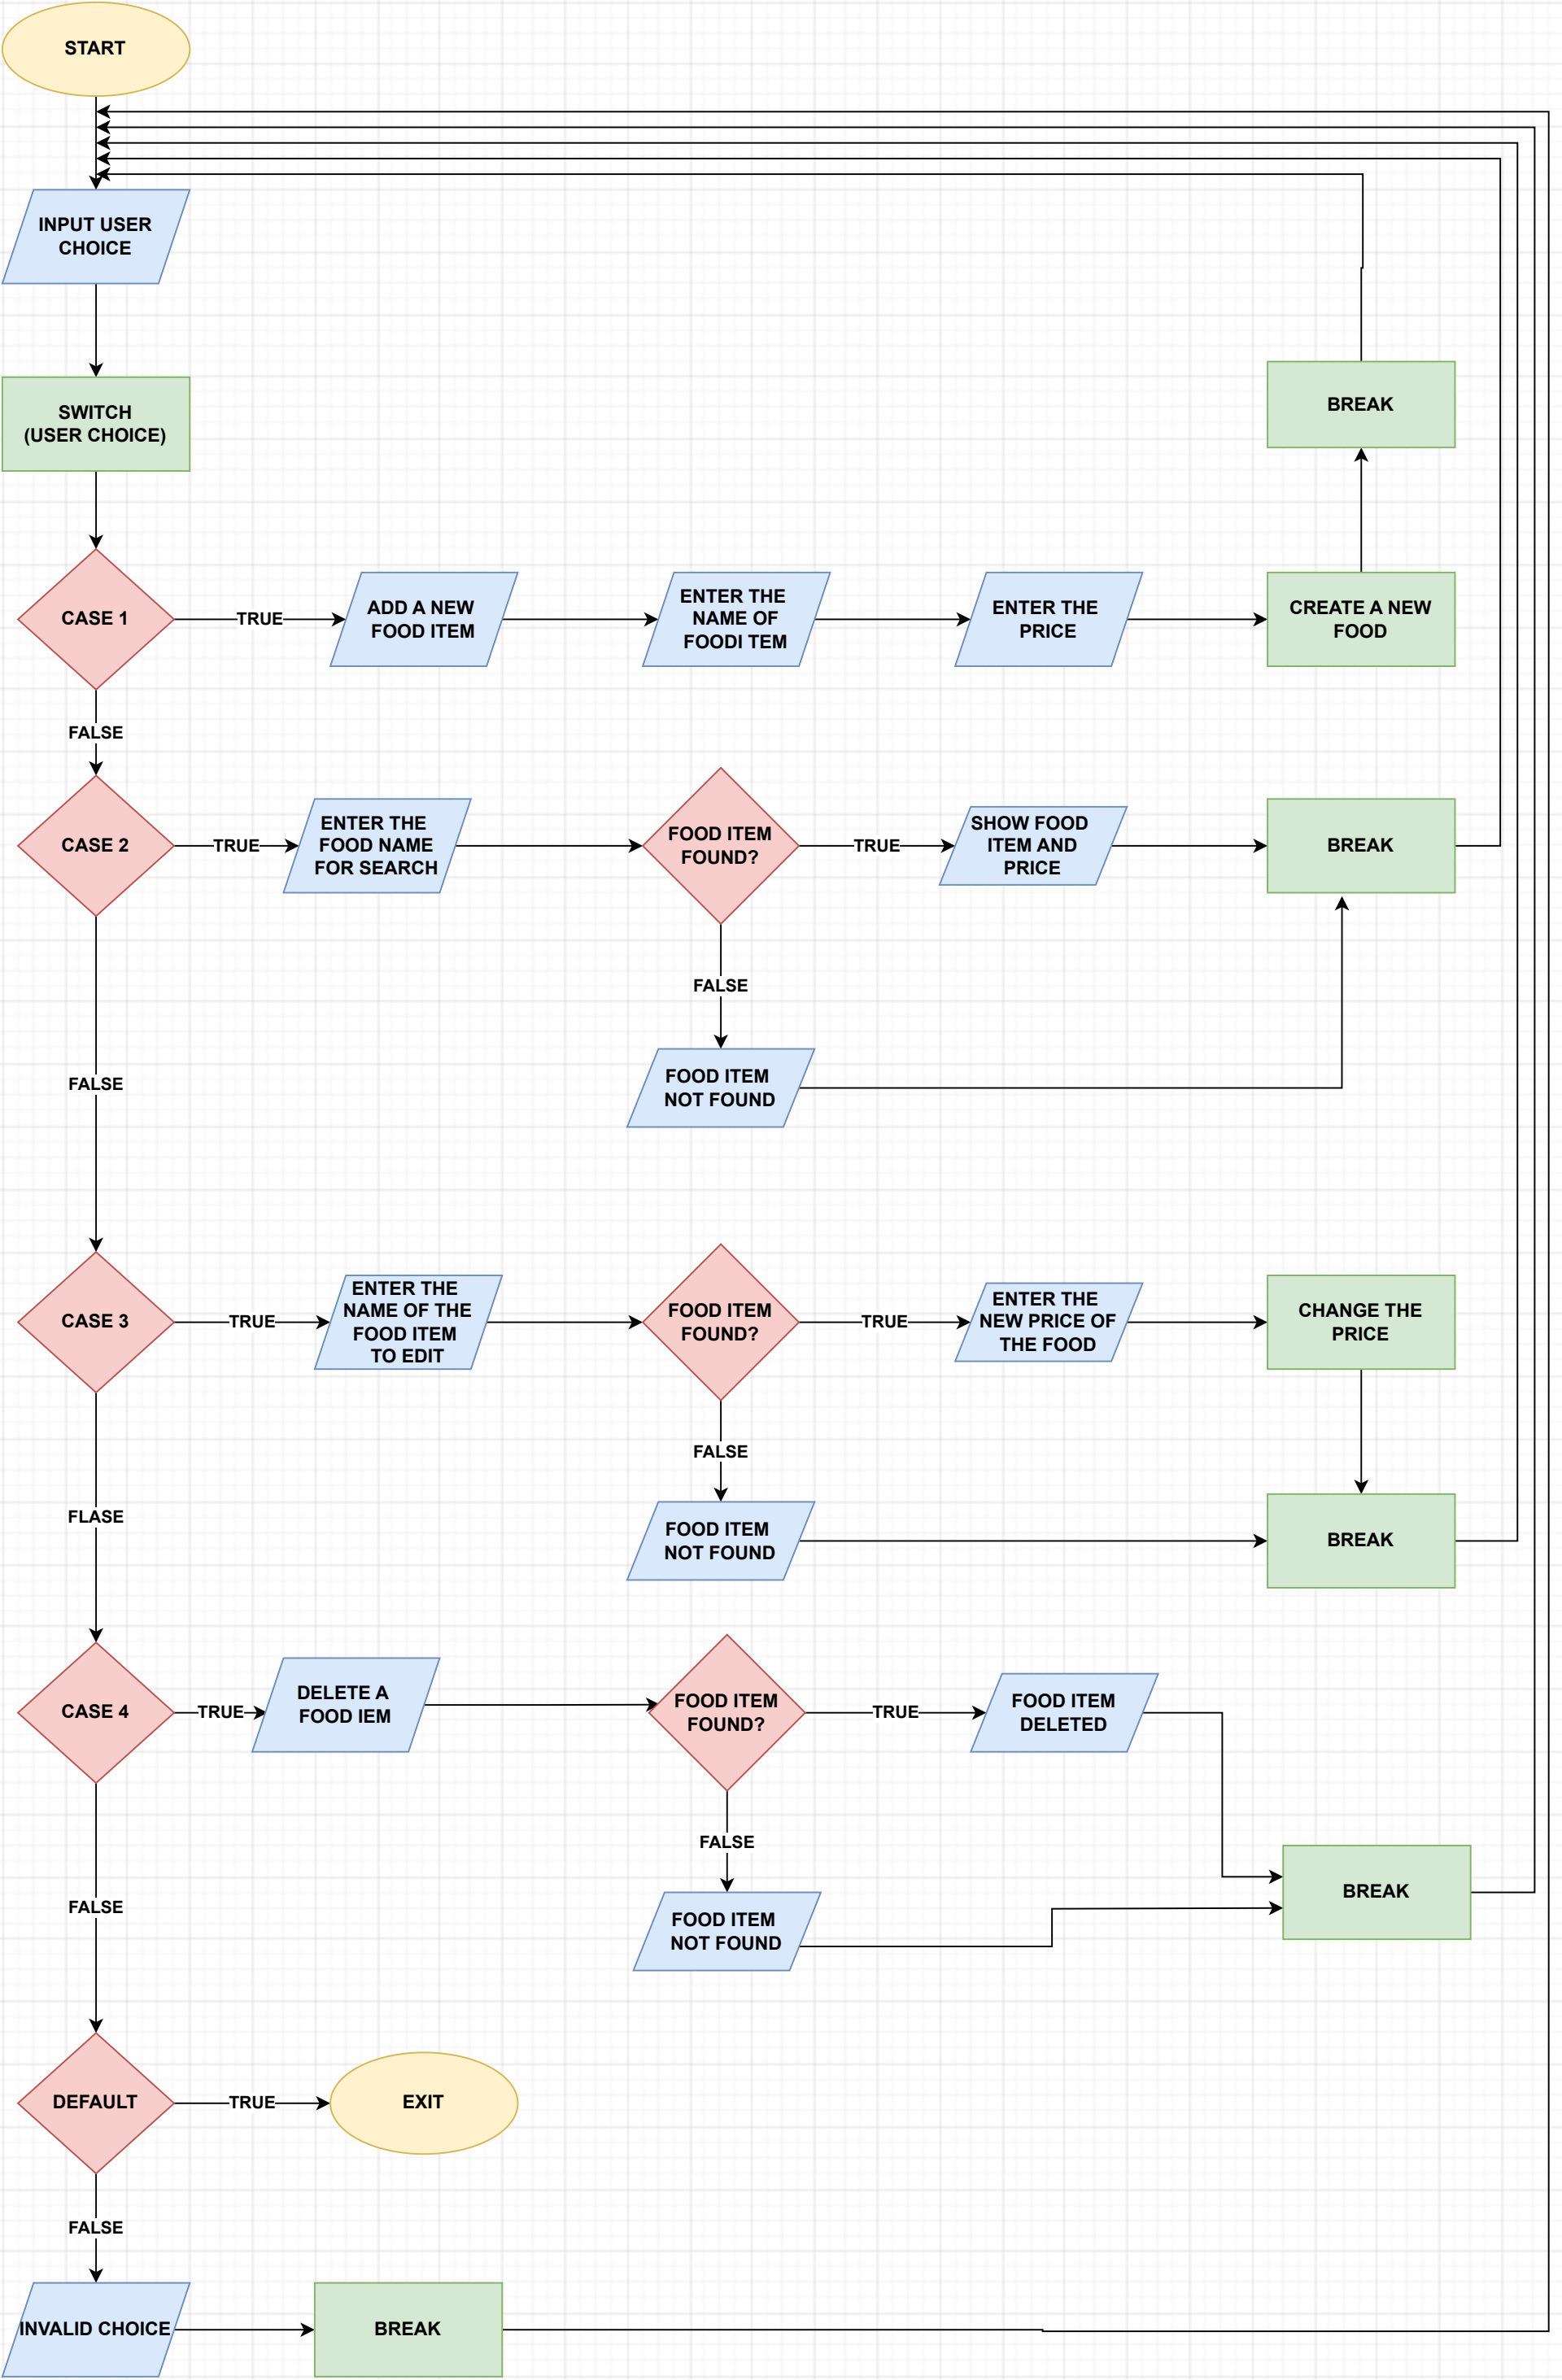 START
INPUT USER
CHOICE
SWITCH
(USER CHOICE)
BREAK
CASE 1
TRUE
ADD A NEW
FOOD ITEM
ENTER THE
NAME OF
FOODI TEM
ENTER THE
PRICE
CREATE A NEW
FOOD
FALSE
CASE 2
TRUE
ENTER THE
FOOD NAME
FOR SEARCH
FOOD ITEM
FOUND?
TRUE
SHOW FOOD
ITEM AND
PRICE
BREAK
FALSE
FOOD ITEM
NOT FOUND
FALSE
CASE 3
TRUE
ENTER THE
NAME OF THE
FOOD ITEM
TO EDIT
FOOD ITEM
FOUND?
TRUE
ENTER THE
NEW PRICE OF
THE FOOD
CHANGE THE
PRICE
FALSE
FLASE
FOOD ITEM
NOT FOUND
BREAK
CASE 4
TRUE
DELETE A
FOOD IEM
FOOD ITEM
FOUND?
TRUE
FOOD ITEM
DELETED
FALSE
BREAK
FALSE
FOOD ITEM
NOT FOUND
DEFAULT
TRUE
EXIT
FALSE
INVALID CHOICE
BREAK